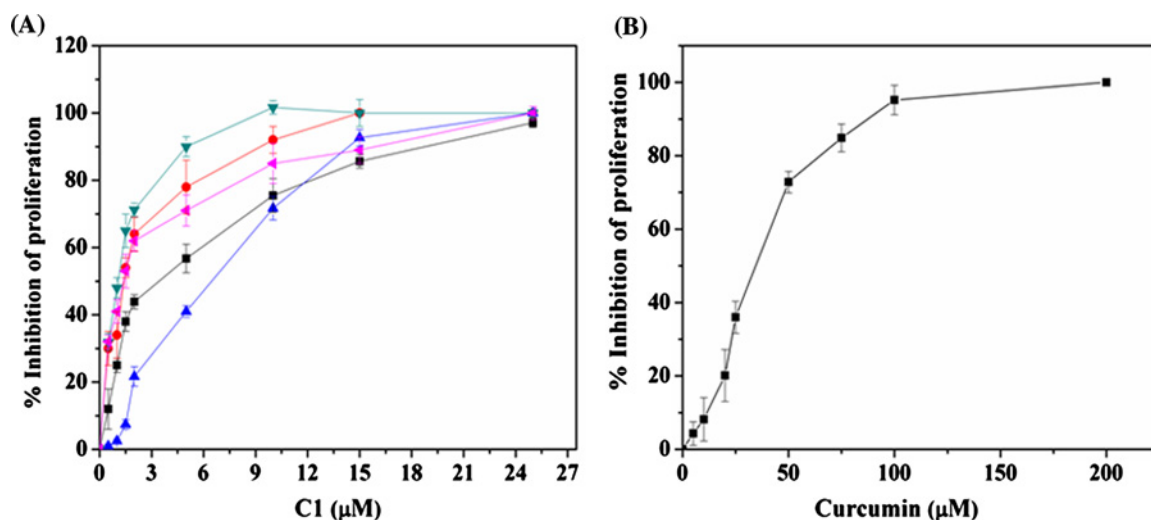 (A)
120
100
80
60
40
20
0
% Inhibition of proliferation
0 3 6 9 12 15 18 21 24 27
C1 (μM)
(B)
100
80
60
40
20
0
% Inhibition of proliferation
0 50 100 150 200
Curcumin (μM)